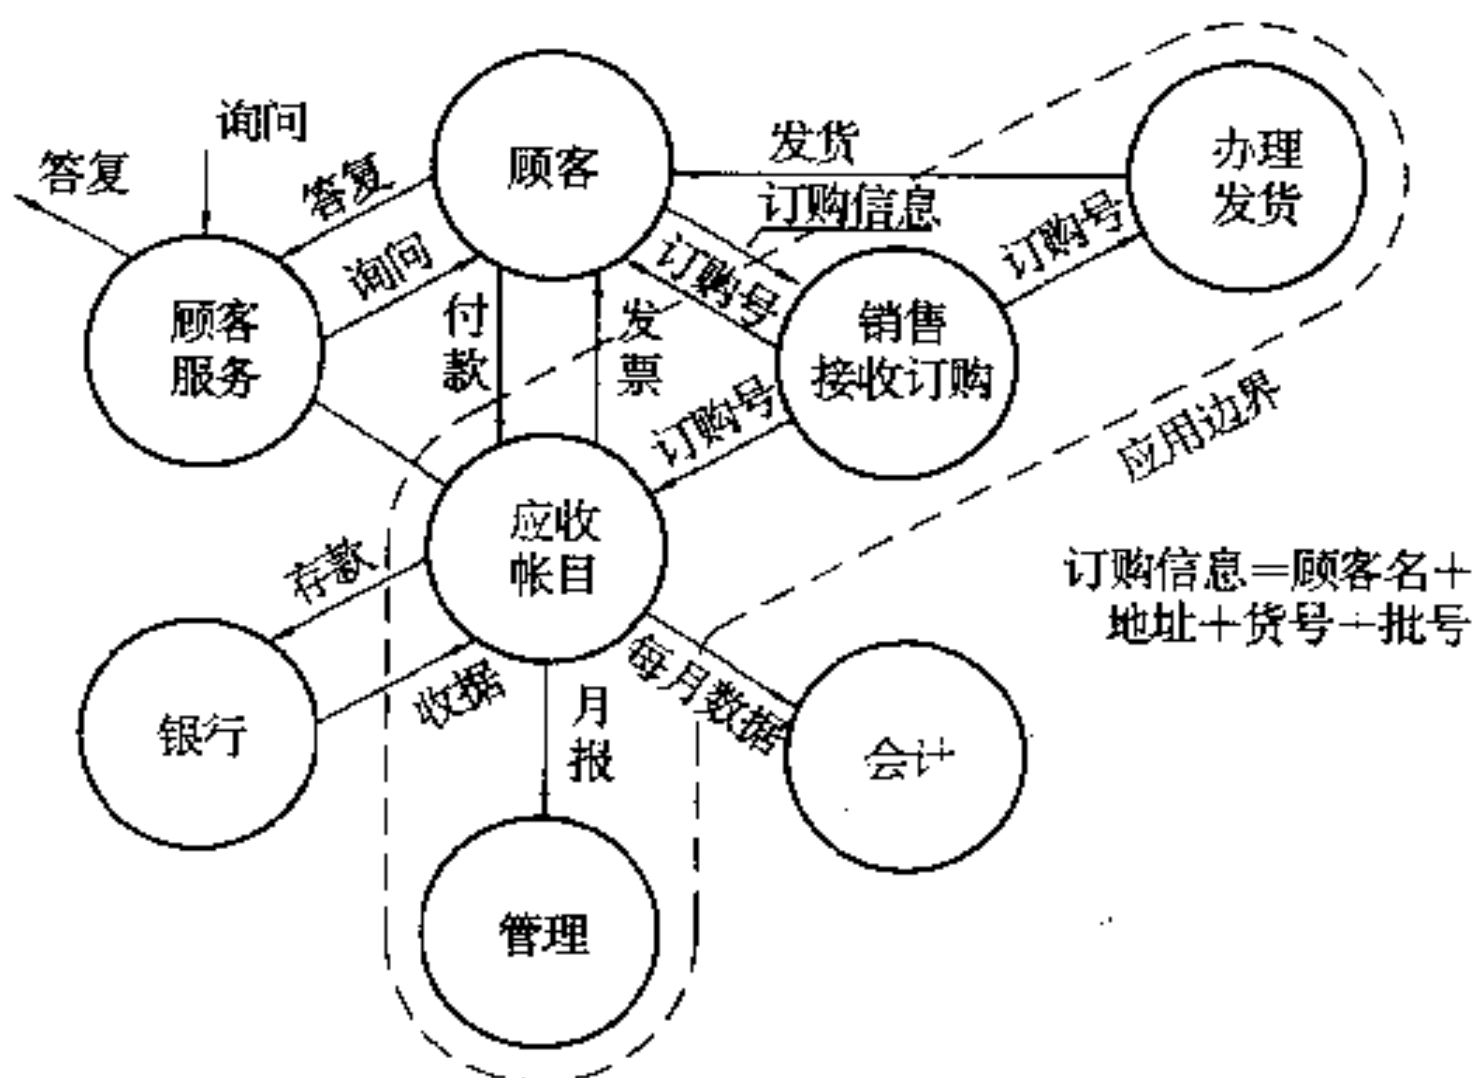 询问
答复
顾客
答复
发货
办理
发货
订购信息
订购号
订购号
询问
顾客
服务
付
款
发
票
销售
接收订购
订购号
应用边界
应收
帐目
存款
订购信息=顾客名+
地址+货号+批号
收据
每月数据
月
报
银行
会计
管理